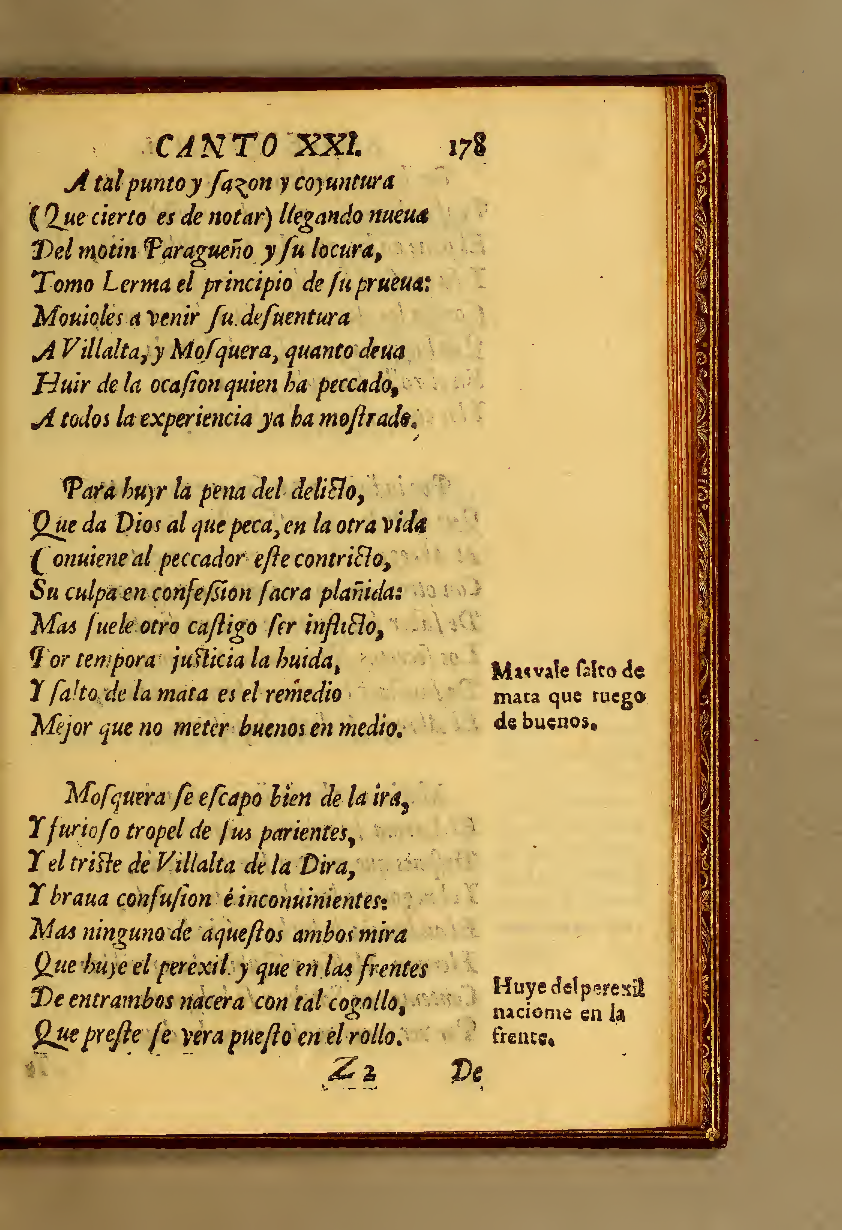 CANTO XXI. 178
A tal punto y sazon y coyuntura
(Que cierto es de notar) llegando nueua
Del motin Paragueño y su locura,
Tomo Lerma el principio de su prueua:
Mouioles a venir su desuentura
A Villalta, y Mosquera, quanto deua
Huir de la ocasion quien ha peccado,
A todos la experiencia ya ha mostrado.
Para huyr la pena del delicto,
Que da Dios al que peca, en la otra vida
Conuiene al peccador este contricto,
Su culpa en confession sacra plañida:
Mas suele otro castigo ser inflicto,
Por tempora justicia la huida,
Y salto de la mata es el remedio
Mejor que no meter buenos en medio.
Mas vale salto de
mata que ruego
de buenos.
Mosquera se escapo bien de la ira,
Y furioso tropel de sus parientes,
Y el triste de Villalta de la Dira,
Y braua confusion é inconuinientes:
Mas ninguno de aquestos ambos mira
Que huye el perexil y que en las frentes
De entrambos nacera con tal cogollo,
Que preste se vera puesto en el rollo.
Huye del perexil
naciome en la
frente.
Z 2 De